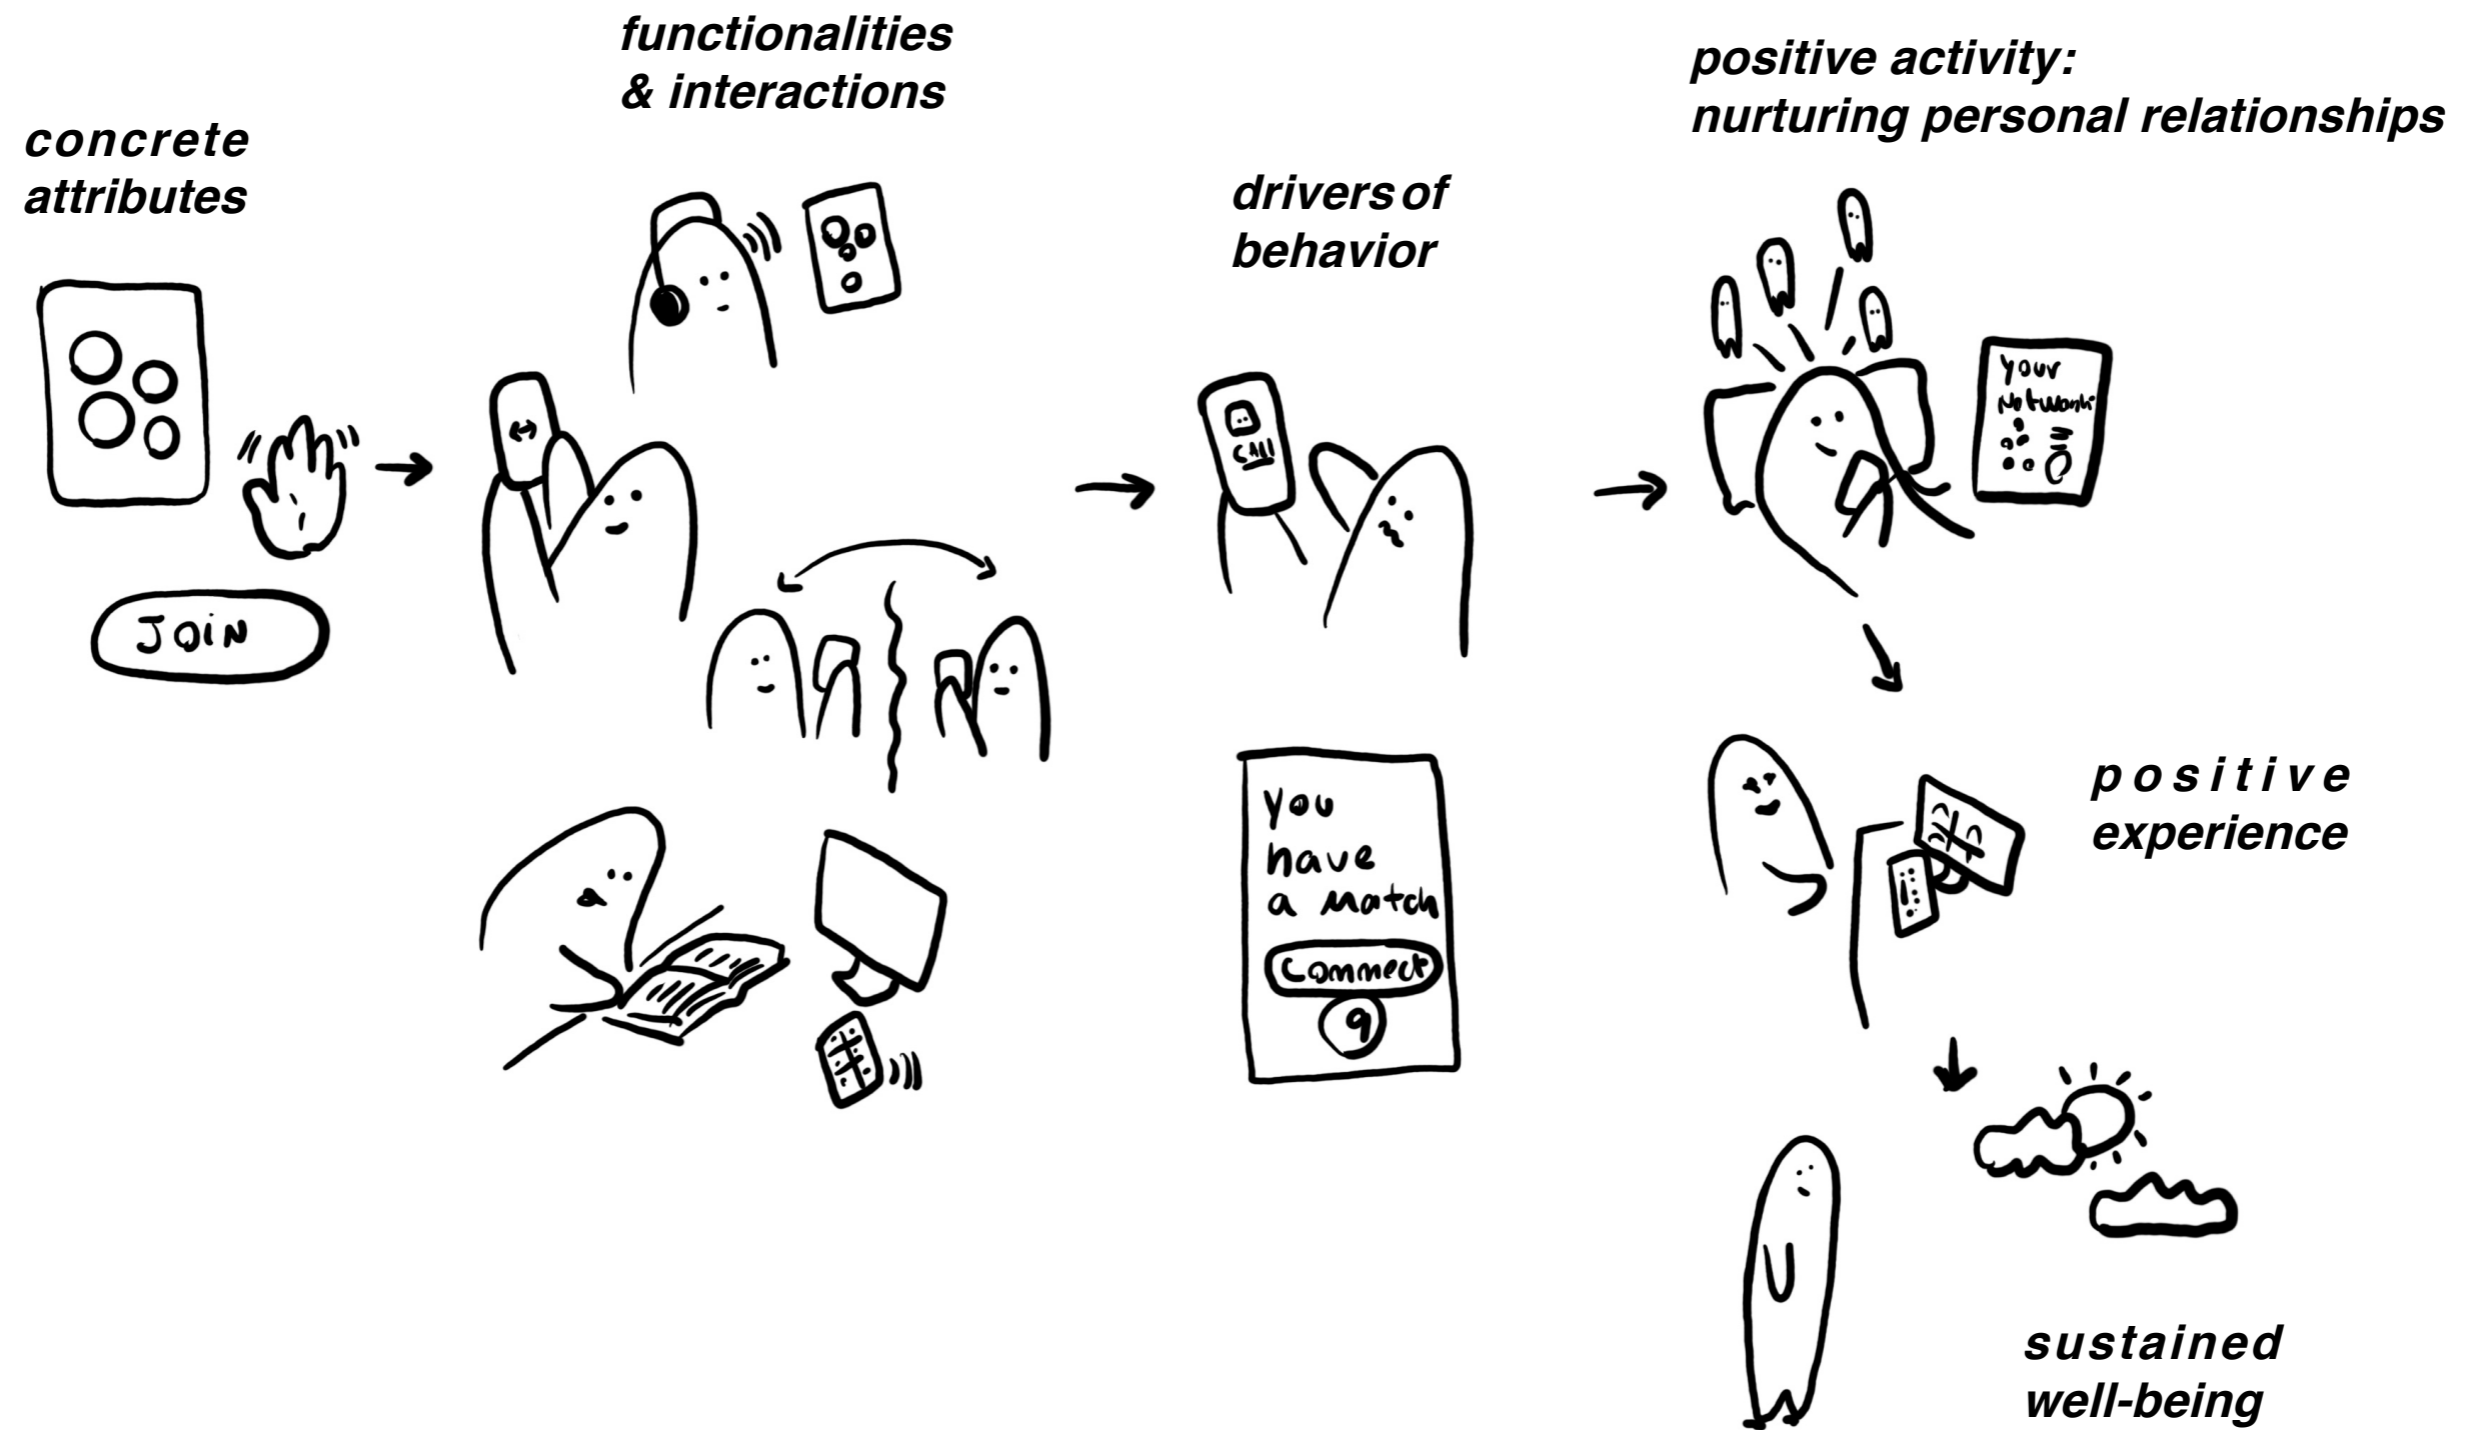 concrete
attributes
JOiN
functionalities
& interactions
drivers of
behavior
CAll
you
have
a match
Connect
9
positive activity:
nurturing personal relationships
your
Network
positive
experience
sustained
well-being